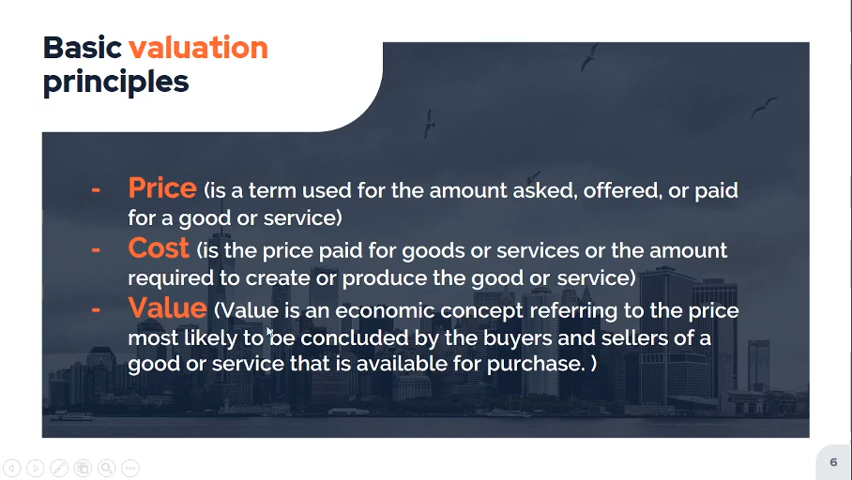 Basic valuation
principles
- Price (is a term used for the amount asked, offered, or paid
for a good or service)
- Cost (is the price paid for goods or services or the amount
required to create or produce the good or service)
- Value (Value is an economic concept referring to the price
most likely to be concluded by the buyers and sellers of a
good or service that is available for purchase. )
6